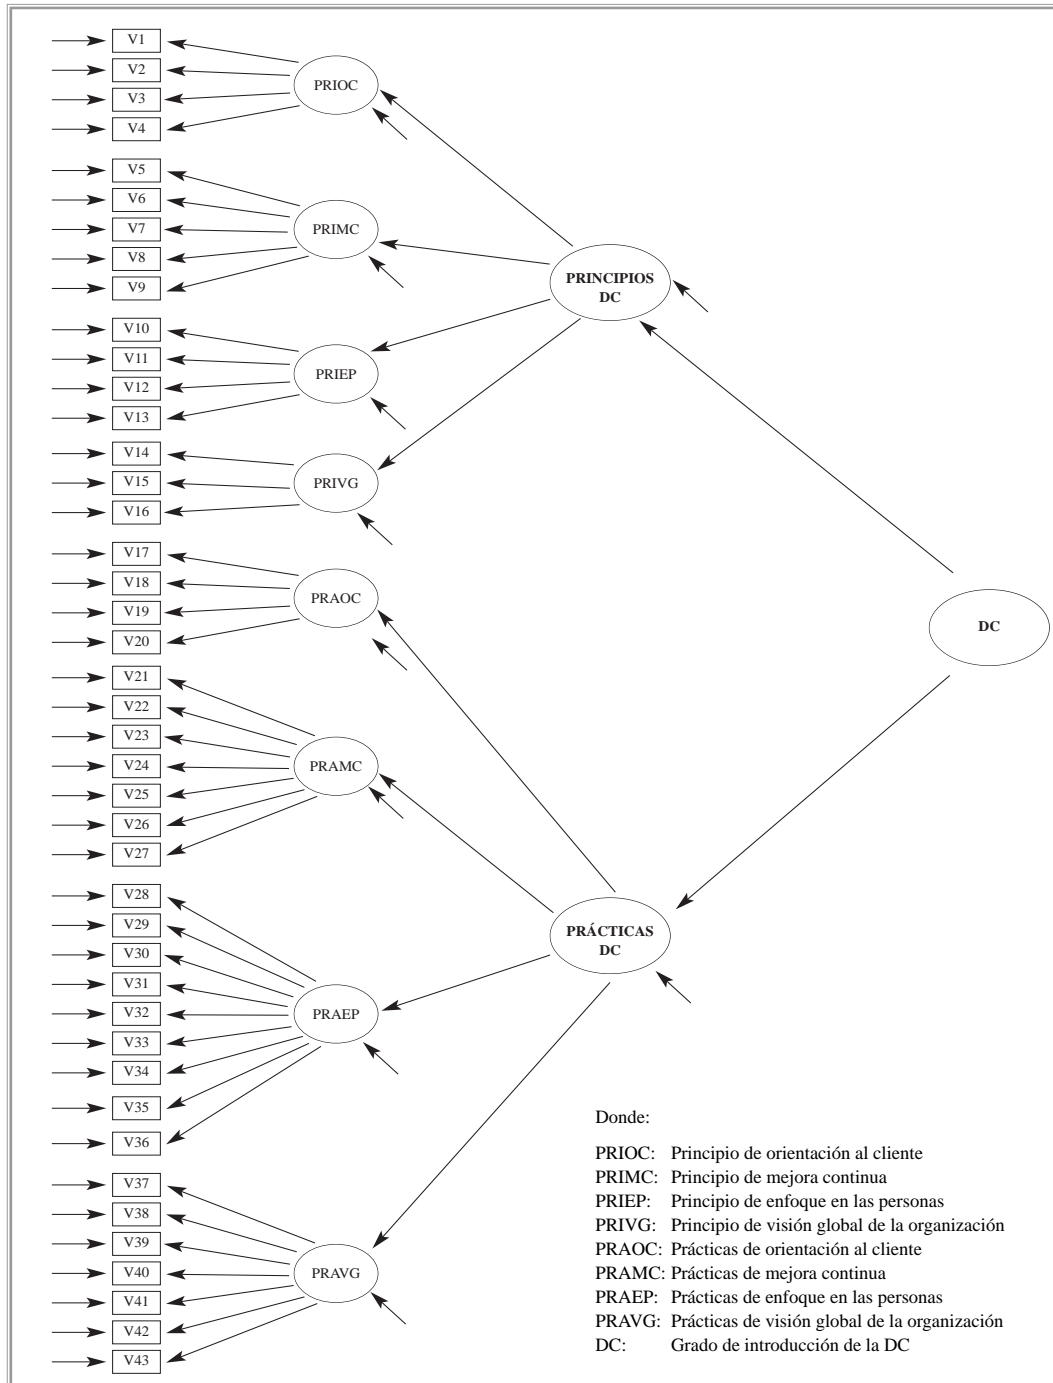 V1
V2
V3
V4
PRIOC
V5
V6
V7
V8
V9
PRIMC
V10
V11
V12
V13
PRIEP
V14
V15
V16
PRIVG
PRINCIPIOS
DC
V17
V18
V19
V20
PRAOC
V21
V22
V23
V24
V25
V26
V27
PRAMC
V28
V29
V30
V31
V32
V33
V34
V35
V36
PRAEP
V37
V38
V39
V40
V41
V42
V43
PRAVG
PRÁCTICAS
DC
DC
Donde:
PRIOC: Principio de orientación al cliente
PRIMC: Principio de mejora continua
PRIEP: Principio de enfoque en las personas
PRIVG: Principio de visión global de la organización
PRAOC: Prácticas de orientación al cliente
PRAMC: Prácticas de mejora continua
PRAEP: Prácticas de enfoque en las personas
PRAVG: Prácticas de visión global de la organización
DC: Grado de introducción de la DC